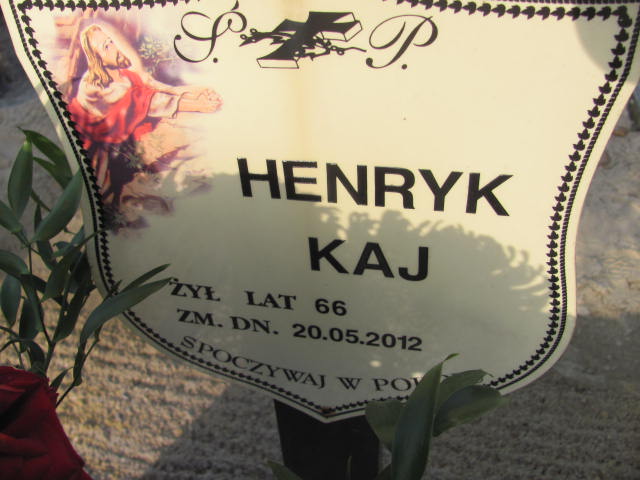 Ś. P.
HENRYK
KAJ
ŻYŁ LAT 66
ZM. DN. 20.05.2012
SPOCZYWAJ W